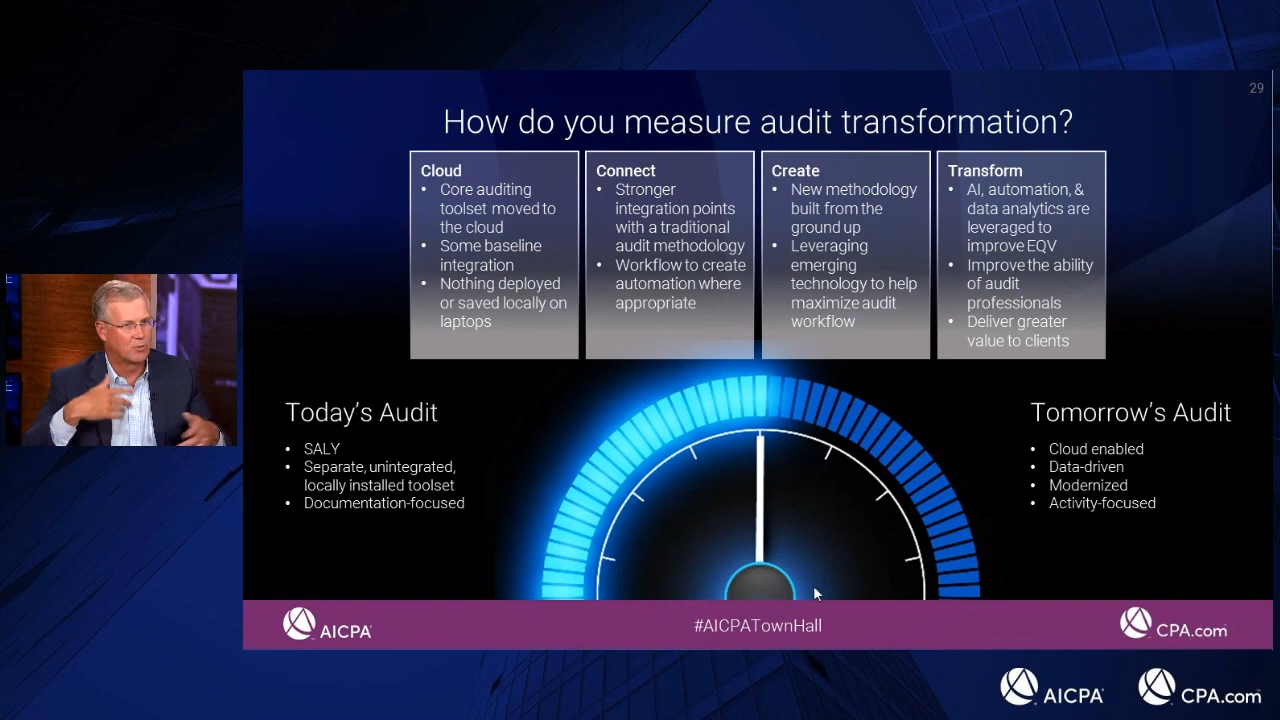 29
How do you measure audit transformation?
Cloud
• Core auditing
toolset moved to
the cloud
• Some baseline
integration
• Nothing deployed
or saved locally on
laptops
Connect
• Stronger
integration points
with a traditional
audit methodology
• Workflow to create
automation where
appropriate
Create
• New methodology
built from the
ground up
• Leveraging
emerging
technology to help
maximize audit
workflow
Transform
• AI, automation, &
data analytics are
leveraged to
improve EQV
• Improve the ability
of audit
professionals
• Deliver greater
value to clients
Today's Audit
• SALY
• Separate, unintegrated,
locally installed toolset
• Documentation-focused
Tomorrow's Audit
• Cloud enabled
• Data-driven
• Modernized
• Activity-focused
AICPA
#AICPATownHall
CPA.com
AICPA
CPA.com